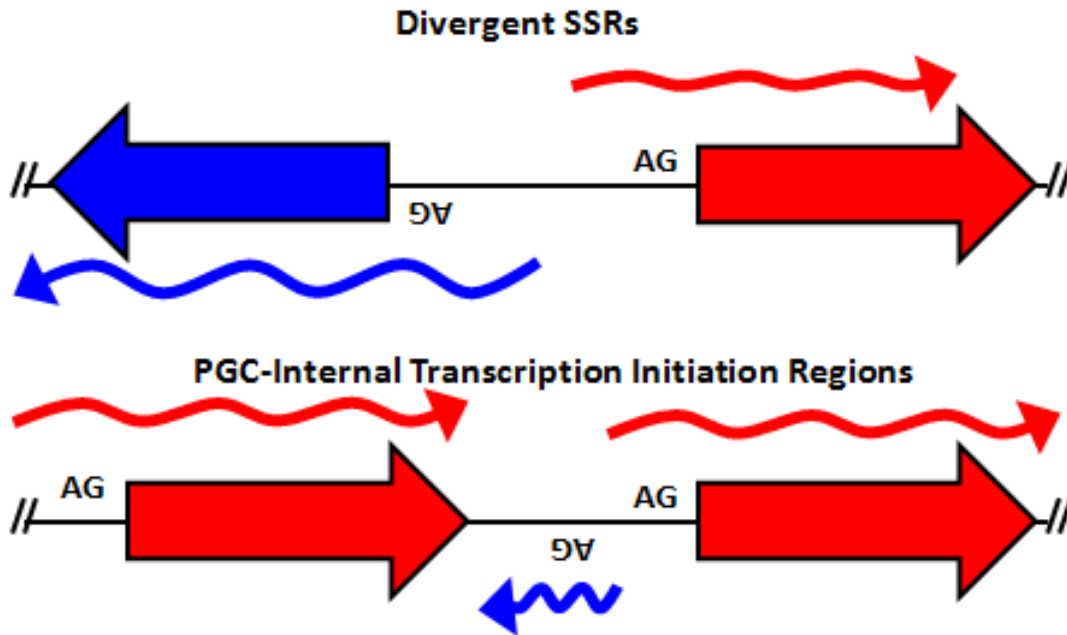 Divergent SSRs
AG
AG
PGC-Internal Transcription Initiation Regions
AG
AG
AG